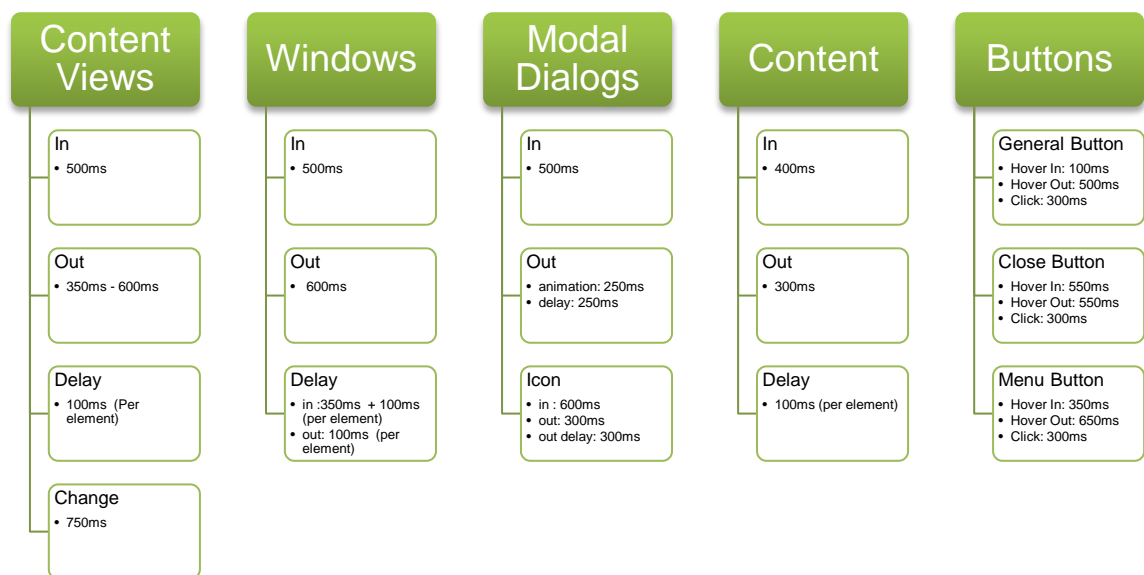 Content
Views
In
• 500ms
Out
• 350ms - 600ms
Delay
• 100ms (Per
element)
Change
• 750ms
Windows
In
• 500ms
Out
• 600ms
Delay
• in :350ms + 100ms
(per element)
• out: 100ms (per
element)
Modal
Dialogs
In
• 500ms
Out
• animation: 250ms
• delay: 250ms
Icon
• in : 600ms
• out: 300ms
• out delay: 300ms
Content
In
• 400ms
Out
• 300ms
Delay
• 100ms (per element)
Buttons
General Button
• Hover In: 100ms
• Hover Out: 500ms
• Click: 300ms
Close Button
• Hover In: 550ms
• Hover Out: 550ms
• Click: 300ms
Menu Button
• Hover In: 350ms
• Hover Out: 650ms
• Click: 300ms